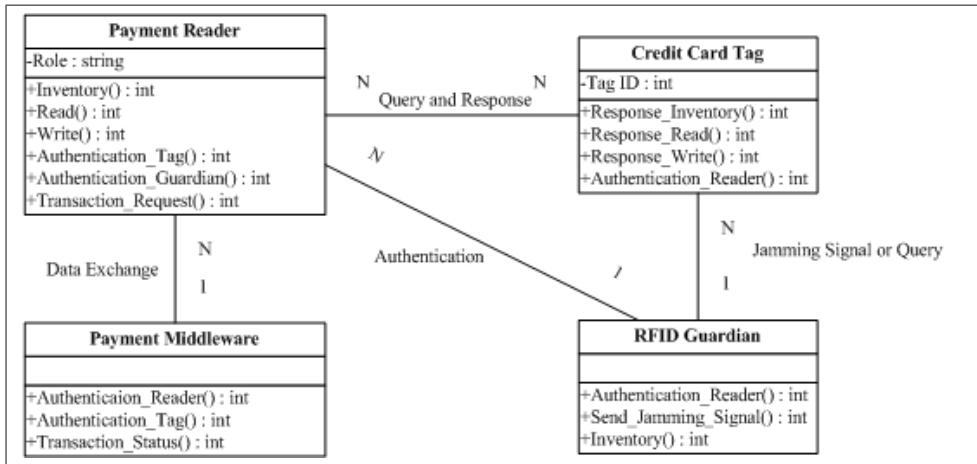 Payment Reader
-Role : string
+Inventory() : int
+Read() : int
+Write() : int
+Authentication_Tag() : int
+Authentication_Guardian() : int
+Transaction_Request() : int
N
N
Query and Response
Credit Card Tag
-Tag ID : int
+Response_Inventory() : int
+Response_Read() : int
+Response_Write() : int
+Authentication_Reader() : int
N
Authentication
1
N
Data Exchange
1
N
Jamming Signal or Query
1
Payment Middleware
+Authenticaion_Reader() : int
+Authentication_Tag() : int
+Transaction_Status() : int
RFID Guardian
+Authentication_Reader() : int
+Send_Jamming_Signal() : int
+Inventory() : int